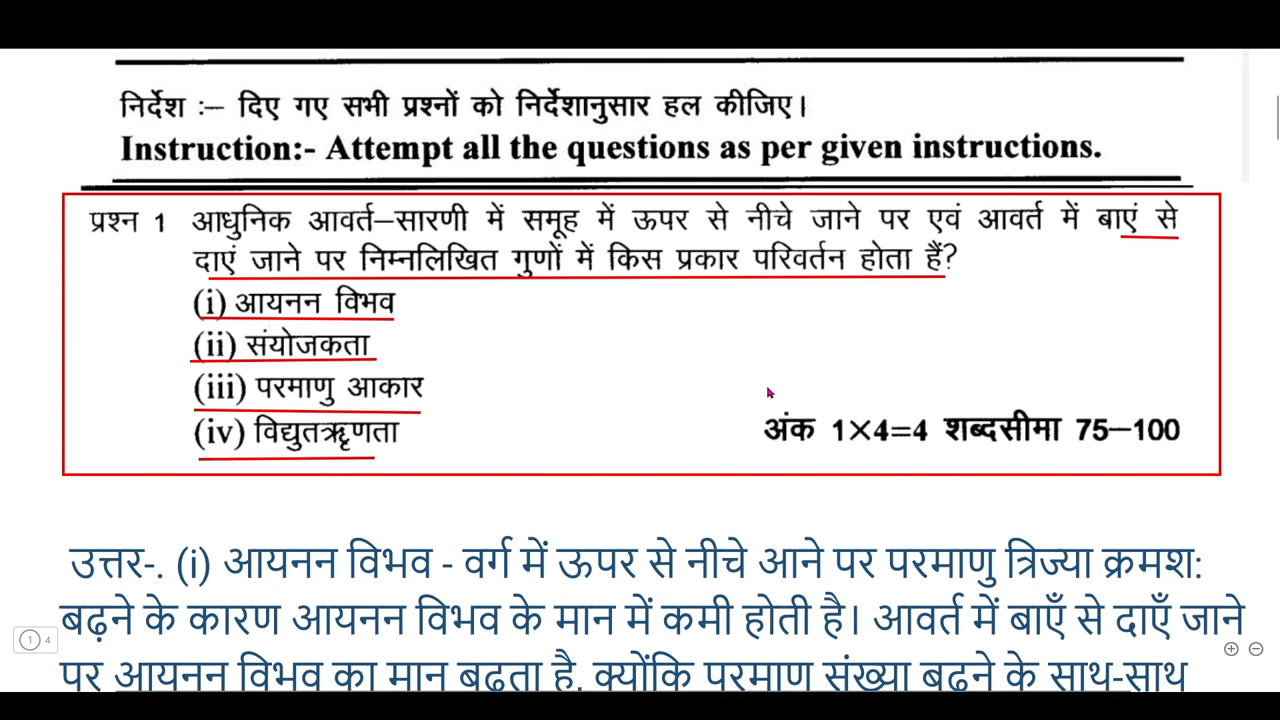 निर्देश :– दिए गए सभी प्रश्नों को निर्देशानुसार हल कीजिए।
Instruction:- Attempt all the questions as per given instructions.
प्रश्न 1 आधुनिक आवर्त–सारणी में समूह में ऊपर से नीचे जाने पर एवं आवर्त में बाएं से
दाएं जाने पर निम्नलिखित गुणों में किस प्रकार परिवर्तन होता हैं?
(i) आयनन विभव
(ii) संयोजकता
(iii) परमाणु आकार
(iv) विद्युतऋृणता अंक 1×4=4 शब्दसीमा 75–100
उत्तर-. (i) आयनन विभव - वर्ग में ऊपर से नीचे आने पर परमाणु त्रिज्या क्रमश:
बढ़ने के कारण आयनन विभव के मान में कमी होती है। आवर्त में बाएँ से दाएँ जाने
पर आयनन विभव का मान बढ़ता है, क्योंकि परमाणु संख्या बढ़ने के साथ-साथ
1 4